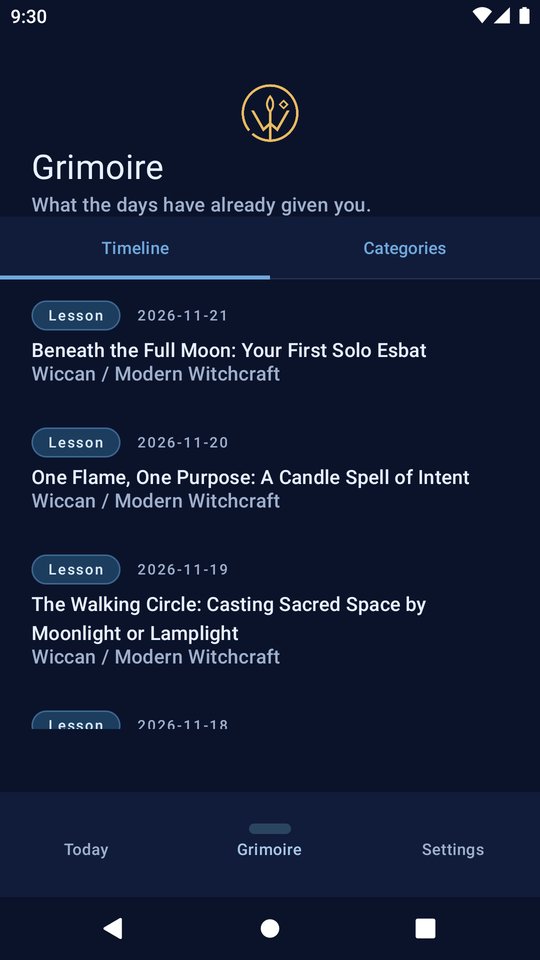 9:30
Grimoire
What the days have already given you.
Timeline
Categories
Lesson
2026-11-21
Beneath the Full Moon: Your First Solo Esbat
Wiccan / Modern Witchcraft
Lesson
2026-11-20
One Flame, One Purpose: A Candle Spell of Intent
Wiccan / Modern Witchcraft
Lesson
2026-11-19
The Walking Circle: Casting Sacred Space by
Moonlight or Lamplight
Wiccan / Modern Witchcraft
Lesson
2026-11-18
Today
Grimoire
Settings